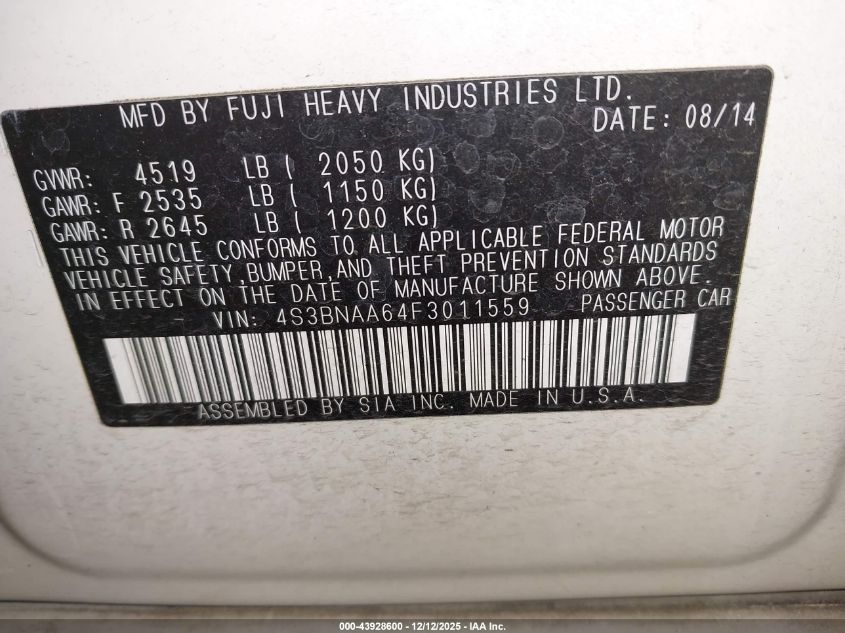 MFD BY FUJI HEAVY INDUSTRIES LTD.
DATE: 08/14
GVWR: 4519 LB ( 2050 KG)
GAWR: F 2535 LB ( 1150 KG)
GAWR: R 2645 LB ( 1200 KG)
THIS VEHICLE CONFORMS TO ALL APPLICABLE FEDERAL MOTOR
VEHICLE SAFETY,BUMPER,AND THEFT PREVENTION STANDARDS
IN EFFECT ON THE DATE OF MANUFACTURE SHOWN ABOVE.
VIN: 4S3BNAA64F3011559 PASSENGER CAR
ASSEMBLED BY SIA INC. MADE IN U.S.A.
000-43928600 - 12/12/2025 - IAA Inc.